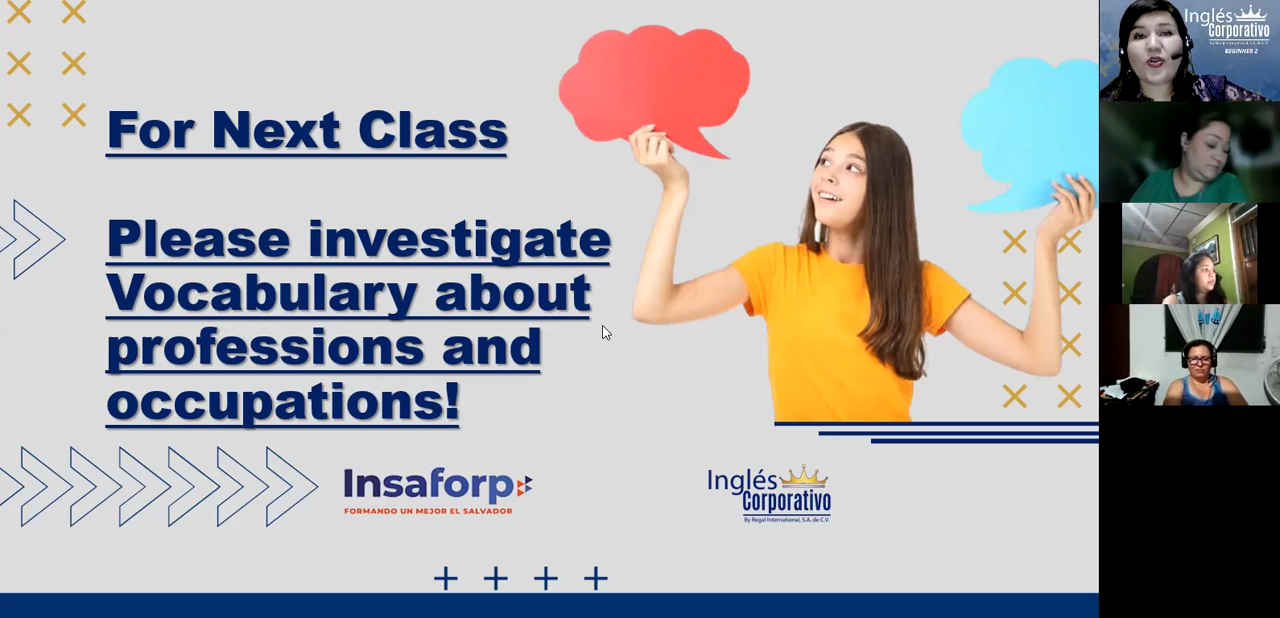 For Next Class
Please investigate
Vocabulary about
professions and
occupations!
Insaforp
FORMANDO UN MEJOR EL SALVADOR
Inglés
Corporativo
By Regal International, S.A. de C.V.
Inglés
Corporativo
BEGINNER 2